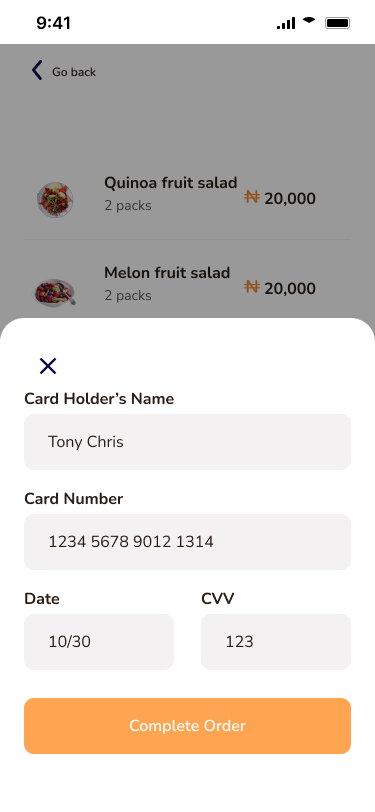 9:41
Go back
Quinoa fruit salad
2 packs
₦ 20,000
Melon fruit salad
2 packs
₦ 20,000
Card Holder’s Name
Tony Chris
Card Number
1234 5678 9012 1314
Date CVV
10/30 123
Complete Order